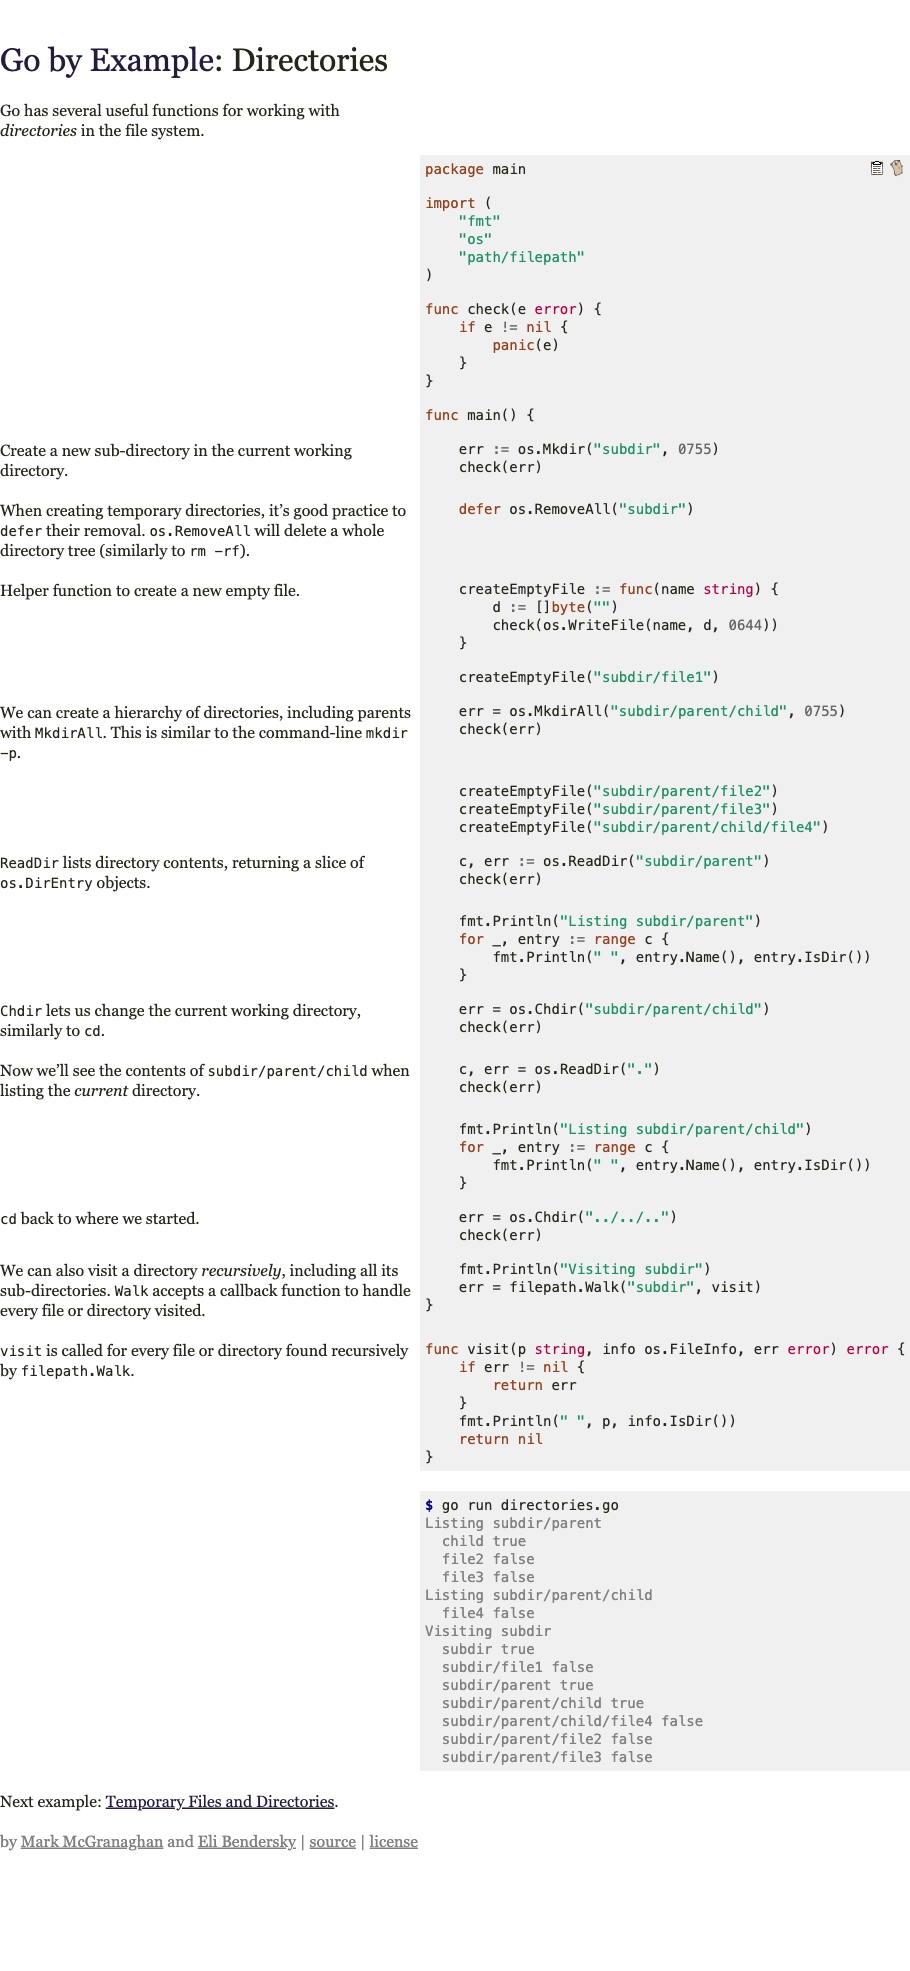 Go by Example: Directories
Go has several useful functions for working with
directories in the file system.
package main
import (
    "fmt"
    "os"
    "path/filepath"
)
func check(e error) {
    if e != nil {
        panic(e)
    }
}
func main() {
Create a new sub-directory in the current working
directory.
    err := os.Mkdir("subdir", 0755)
    check(err)
When creating temporary directories, it’s good practice to
defer their removal. os.RemoveAll will delete a whole
directory tree (similarly to rm -rf).
    defer os.RemoveAll("subdir")
Helper function to create a new empty file.
    createEmptyFile := func(name string) {
        d := []byte("")
        check(os.WriteFile(name, d, 0644))
    }
    createEmptyFile("subdir/file1")
We can create a hierarchy of directories, including parents
with MkdirAll. This is similar to the command-line mkdir
-p.
    err = os.MkdirAll("subdir/parent/child", 0755)
    check(err)
    createEmptyFile("subdir/parent/file2")
    createEmptyFile("subdir/parent/file3")
    createEmptyFile("subdir/parent/child/file4")
ReadDir lists directory contents, returning a slice of
os.DirEntry objects.
    c, err := os.ReadDir("subdir/parent")
    check(err)
    fmt.Println("Listing subdir/parent")
    for _, entry := range c {
        fmt.Println(" ", entry.Name(), entry.IsDir())
    }
Chdir lets us change the current working directory,
similarly to cd.
    err = os.Chdir("subdir/parent/child")
    check(err)
Now we’ll see the contents of subdir/parent/child when
listing the current directory.
    c, err = os.ReadDir(".")
    check(err)
    fmt.Println("Listing subdir/parent/child")
    for _, entry := range c {
        fmt.Println(" ", entry.Name(), entry.IsDir())
    }
cd back to where we started.
    err = os.Chdir("../../..")
    check(err)
We can also visit a directory recursively, including all its
sub-directories. Walk accepts a callback function to handle
every file or directory visited.
    fmt.Println("Visiting subdir")
    err = filepath.Walk("subdir", visit)
}
visit is called for every file or directory found recursively
by filepath.Walk.
func visit(p string, info os.FileInfo, err error) error {
    if err != nil {
        return err
    }
    fmt.Println(" ", p, info.IsDir())
    return nil
}
$ go run directories.go
Listing subdir/parent
  child true
  file2 false
  file3 false
Listing subdir/parent/child
  file4 false
Visiting subdir
  subdir true
  subdir/file1 false
  subdir/parent true
  subdir/parent/child true
  subdir/parent/child/file4 false
  subdir/parent/file2 false
  subdir/parent/file3 false
Next example: Temporary Files and Directories.
by Mark McGranaghan and Eli Bendersky | source | license